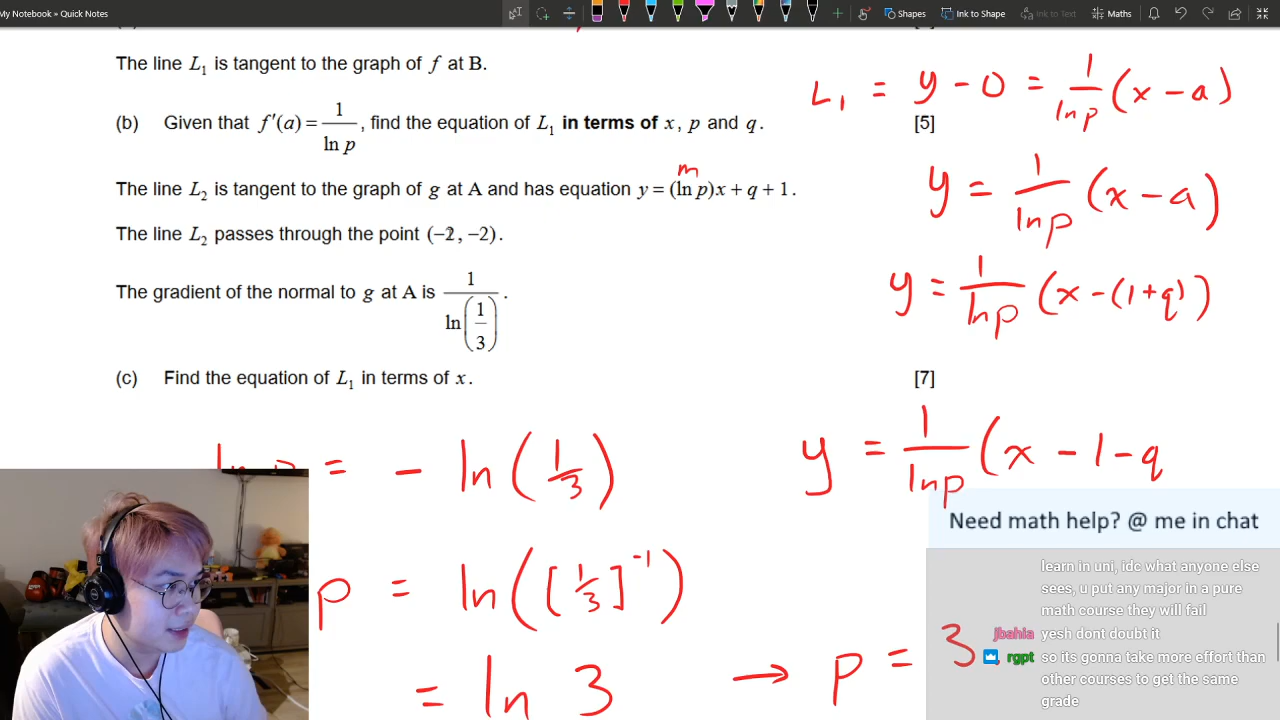 My Notebook » Quick Notes
Shapes Ink to Shape Ink to Text Maths
The line L₁ is tangent to the graph of f at B.
L₁ = y - 0 = 1/ln p (x - a)
(b) Given that f′(a) = 1/ln p, find the equation of L₁ in terms of x, p and q. [5]
m
The line L₂ is tangent to the graph of g at A and has equation y = (ln p)x + q + 1.
y = 1/ln p (x - a)
The line L₂ passes through the point (−2, −2).
The gradient of the normal to g at A is 1/ln(1/3).
y = 1/ln p (x - (1+q))
(c) Find the equation of L₁ in terms of x. [7]
= - ln(1/3)
y = 1/ln p (x - 1 - q
p = ln([1/3]⁻¹)
= ln 3 → p = 3
Need math help? @ me in chat
learn in uni, idc what anyone else
sees, u put any major in a pure
math course they will fail
jbahia yesh dont doubt it
rgpt so its gonna take more effort than
other courses to get the same
grade